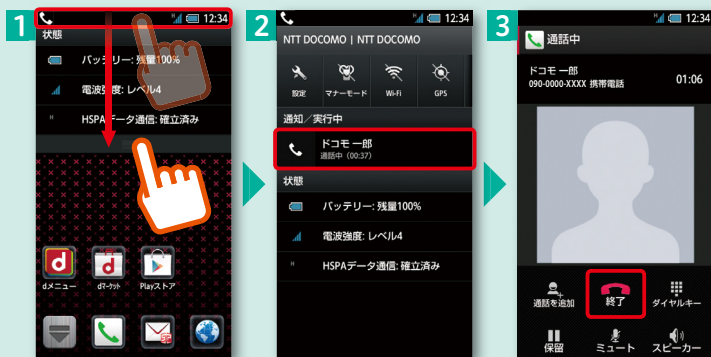 1
12:34
状態
バッテリー: 残量100%
電波強度: レベル4
H
HSPAデータ通信: 確立済み
d
d
dメニュー
dマーケット
Playストア
2
12:34
NTT DOCOMO | NTT DOCOMO
設定
マナーモード
Wi-Fi
GPS
通知／実行中
ドコモ 一郎
通話中（00:37）
状態
バッテリー: 残量100%
電波強度: レベル4
H
HSPAデータ通信: 確立済み
3
12:34
通話中
ドコモ 一郎
090-0000-XXXX 携帯電話
01:06
通話を追加
終了
ダイヤルキー
保留
ミュート
スピーカー